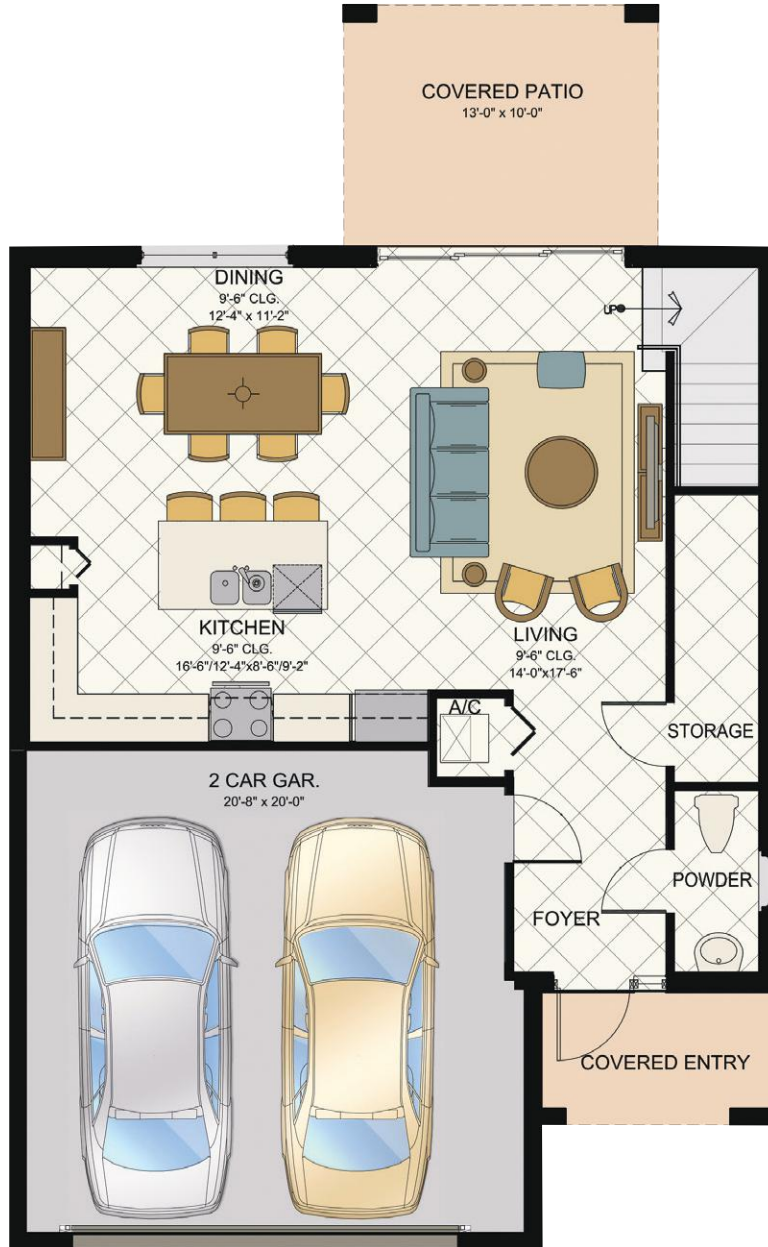 COVERED PATIO
13'-0" x 10'-0"
DINING
9'-6" CLG.
12'-4" x 11'-2"
UP
KITCHEN
9'-6" CLG.
16'-6"/12'-4"x8'-6"/9'-2"
LIVING
9'-6" CLG.
14'-0"x17'-6"
A/C
STORAGE
2 CAR GAR.
20'-8" x 20'-0"
POWDER
FOYER
COVERED ENTRY